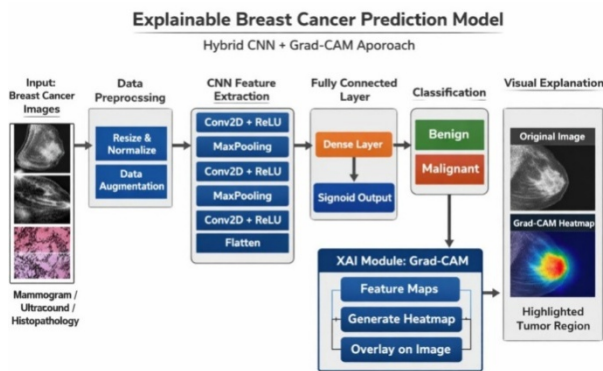 Explainable Breast Cancer Prediction Model
Hybrid CNN + Grad-CAM Aporoach
Input:
Breast Cancer
Images
Mammogram /
Ultracound /
Histopathology
Data
Preprocessing
Resize &
Normalize
Data
Augmentation
CNN Feature
Extraction
Conv2D + ReLU
MaxPooling
Conv2D + ReLU
MaxPooling
Conv2D + ReLU
Flatten
Fully Connected
Layer
Dense Layer
Signoid Output
Classification
Benign
Malignant
XAI Module: Grad-CAM
Feature Maps
Generate Heatmap
Overlay on Image
Visual Explanation
Original Image
Grad-CAM Heatmap
Highlighted
Tumor Region